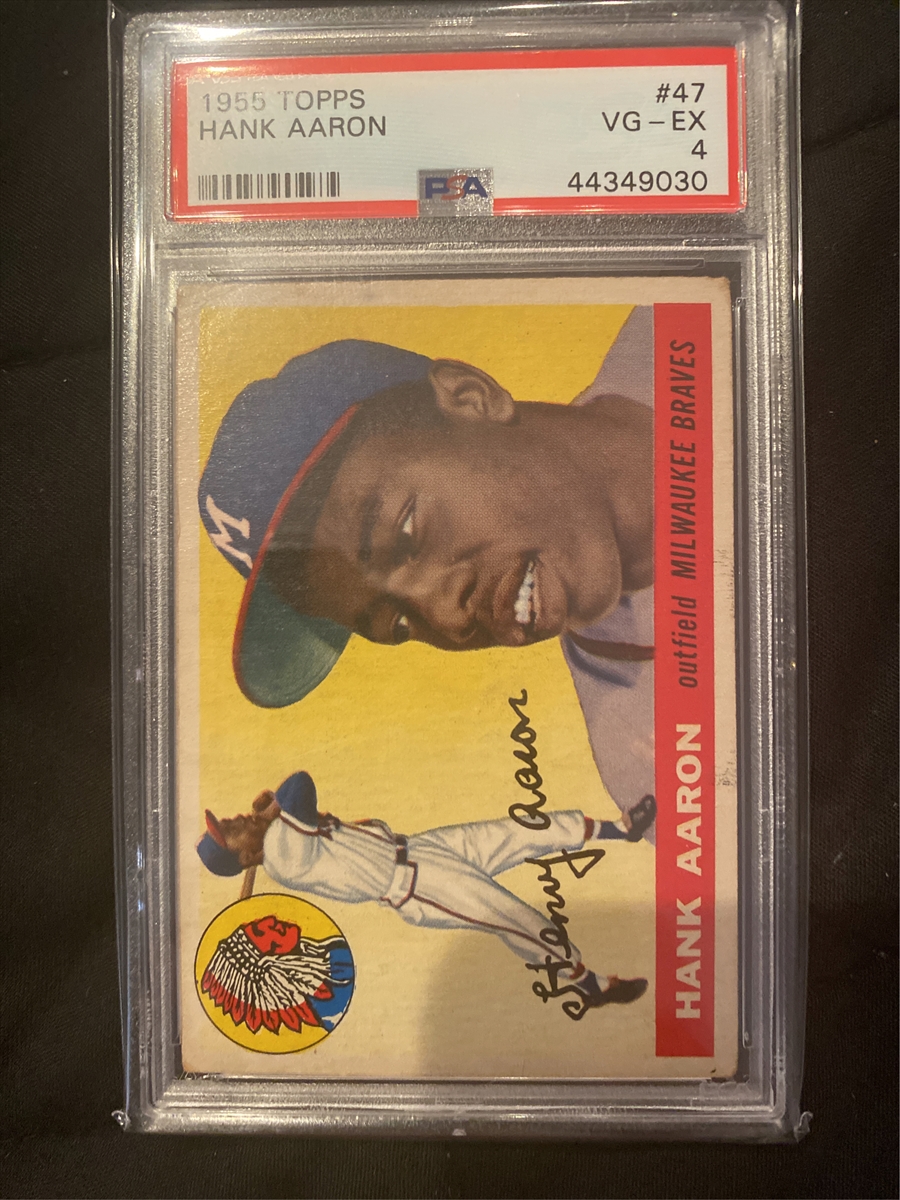 1955 TOPPS #47
HANK AARON VG-EX
4
PSA 44349030
M
Henry Aaron
HANK AARON outfield MILWAUKEE BRAVES